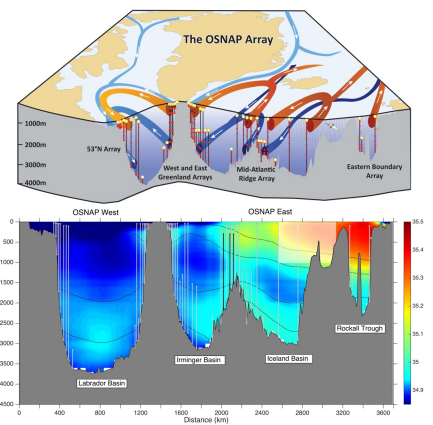 The OSNAP Array
1000m
2000m
3000m
4000m
53°N Array
West and East
Greenland Arrays
Mid-Atlantic
Ridge Array
Eastern Boundary
Array
OSNAP West
OSNAP East
0
500
1000
1500
2000
2500
3000
3500
4000
4500
Labrador Basin
Irminger Basin
Iceland Basin
Rockall Trough
35.5
35.4
35.3
35.2
35.1
35
34.9
0
400
800
1200
1600
2000
2400
2800
3200
3600
Distance (km)